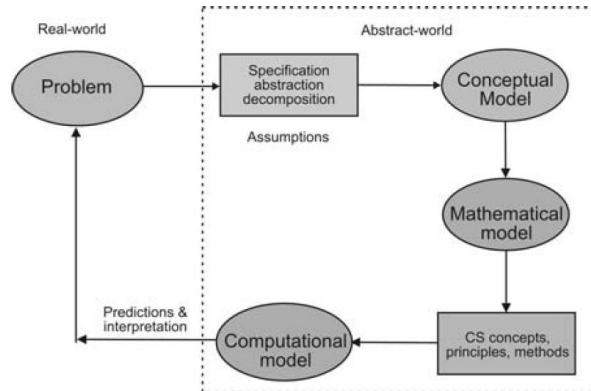 Real-world
Abstract-world
Problem
Specification
abstraction
decomposition
Conceptual
Model
Assumptions
Mathematical
model
Predictions &
interpretation
Computational
model
CS concepts,
principles, methods